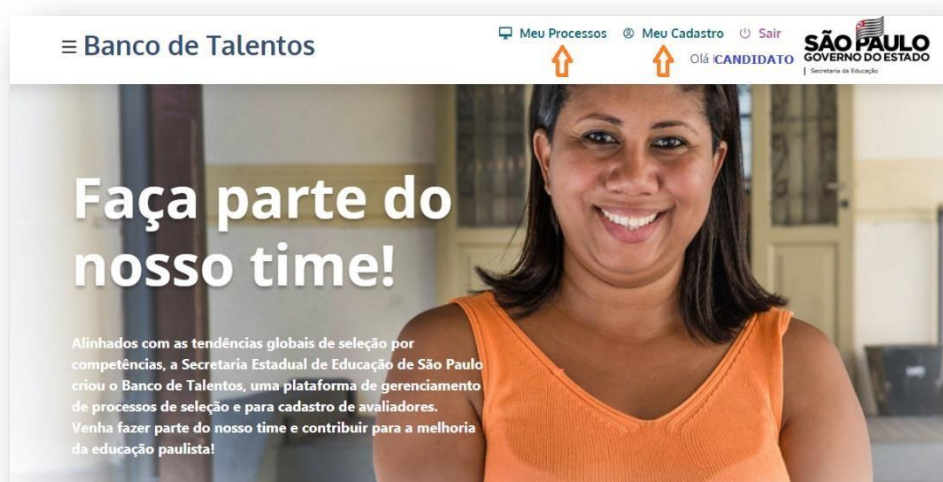 Meu Processos
Meu Cadastro
Sair
Banco de Talentos
Olá CANDIDATO
SÃO PAULO
GOVERNO DO ESTADO
Secretaria da Educação
Faça parte do
nosso time!
Alinhados com as tendências globais de seleção por
competências, a Secretaria Estadual de Educação de São Paulo
criou o Banco de Talentos, uma plataforma de gerenciamento
de processos de seleção e para cadastro de avaliadores.
Venha fazer parte do nosso time e contribuir para a melhoria
da educação paulista!